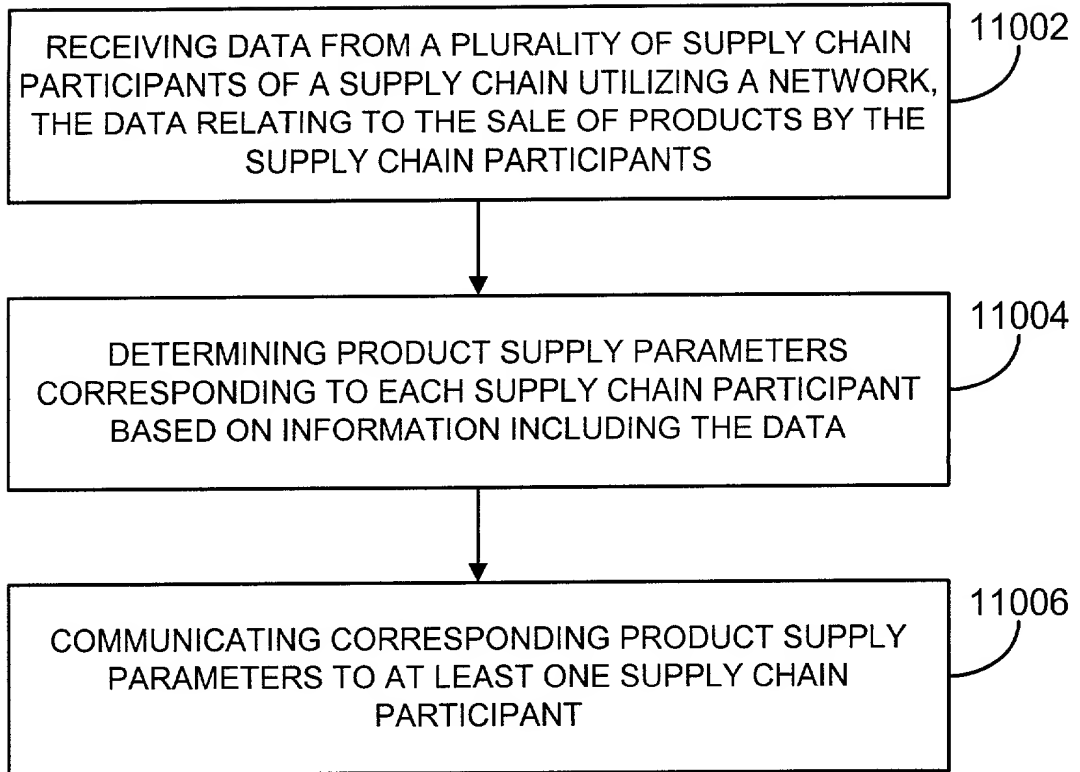 RECEIVING DATA FROM A PLURALITY OF SUPPLY CHAIN
PARTICIPANTS OF A SUPPLY CHAIN UTILIZING A NETWORK,
THE DATA RELATING TO THE SALE OF PRODUCTS BY THE
SUPPLY CHAIN PARTICIPANTS
11002
DETERMINING PRODUCT SUPPLY PARAMETERS
CORRESPONDING TO EACH SUPPLY CHAIN PARTICIPANT
BASED ON INFORMATION INCLUDING THE DATA
11004
COMMUNICATING CORRESPONDING PRODUCT SUPPLY
PARAMETERS TO AT LEAST ONE SUPPLY CHAIN
PARTICIPANT
11006